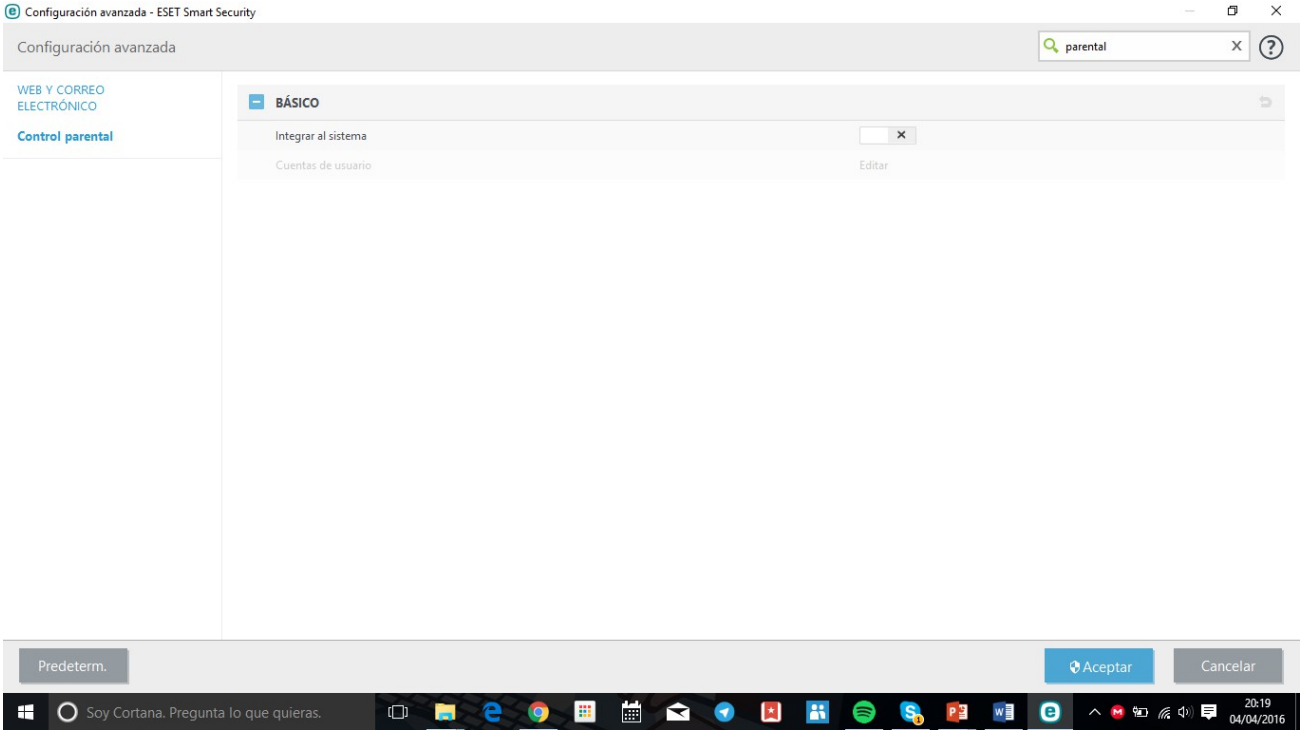 Configuración avanzada - ESET Smart Security
Configuración avanzada
parental
X
?
WEB Y CORREO
ELECTRÓNICO
Control parental
BÁSICO
Integrar al sistema
Cuentas de usuario
Editar
Predeterm.
Aceptar
Cancelar
Soy Cortana. Pregunta lo que quieras.
20:19
04/04/2016